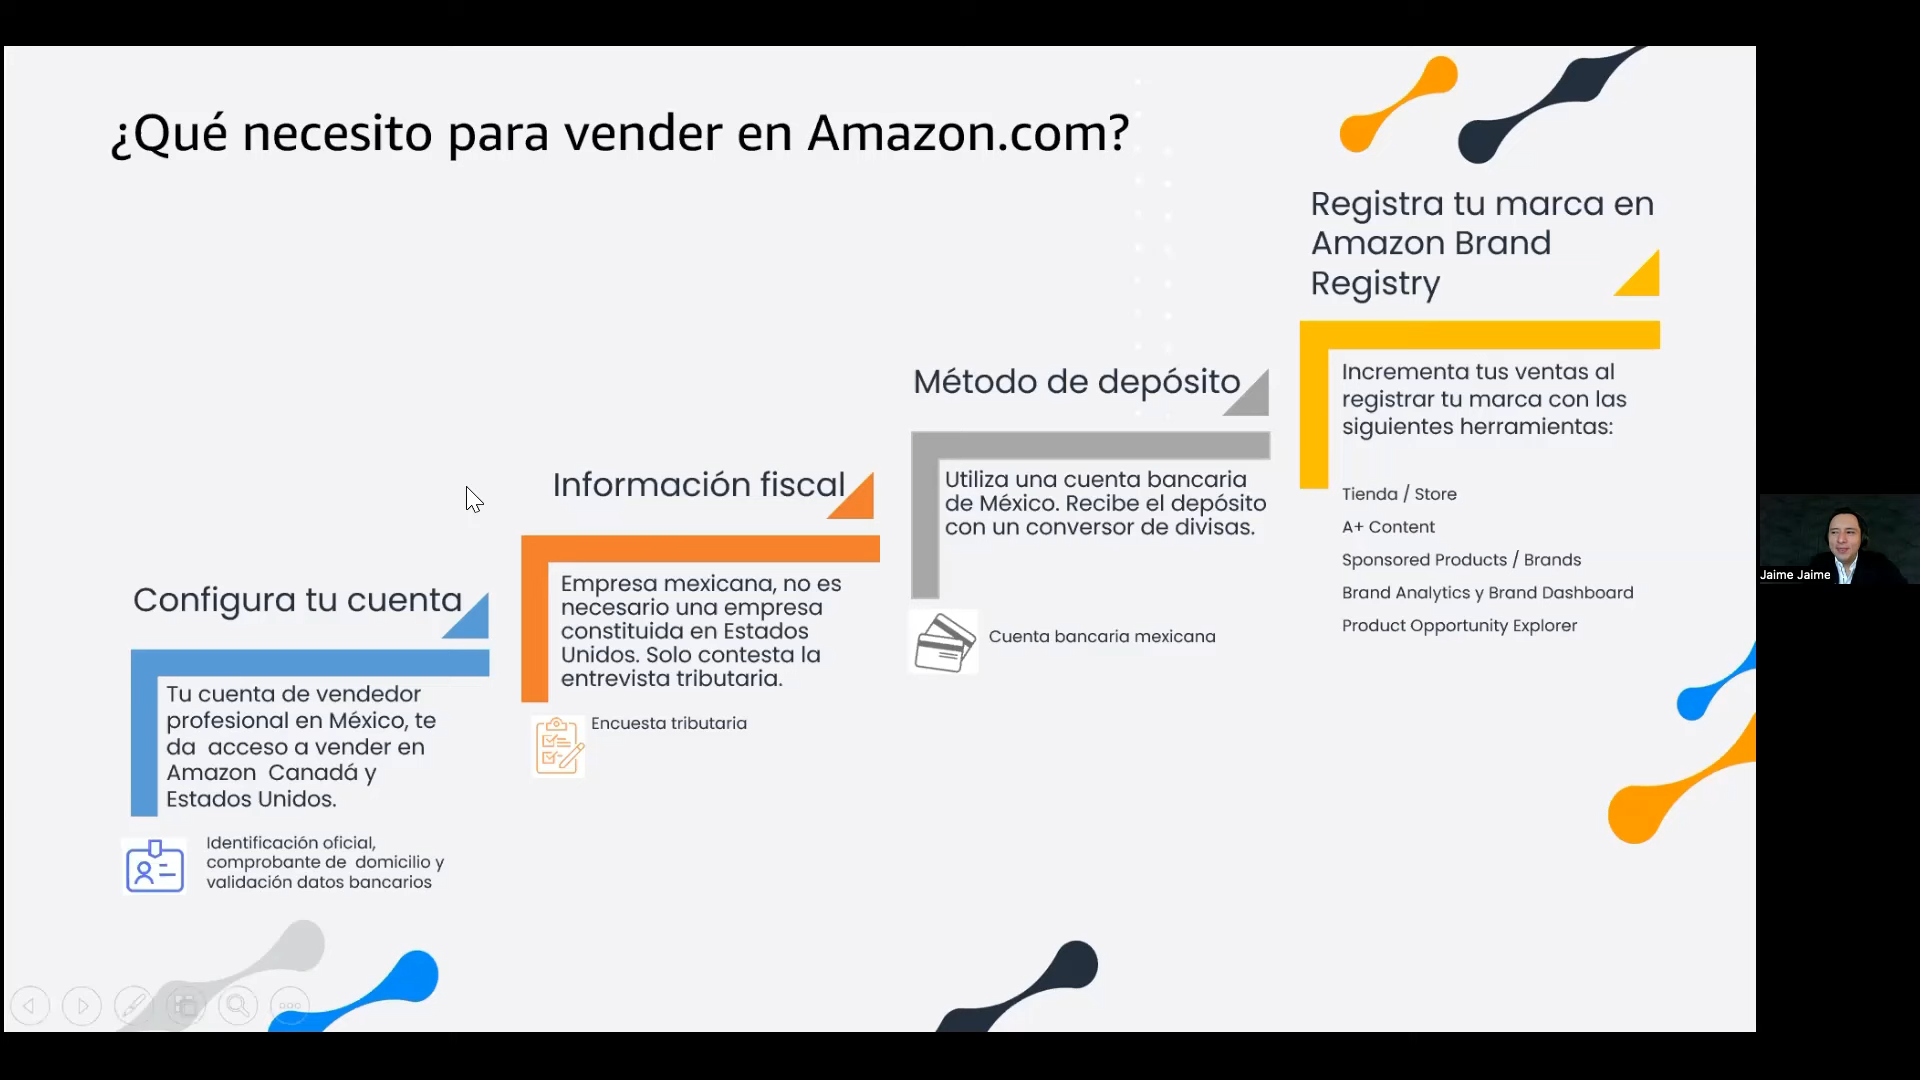 ¿Qué necesito para vender en Amazon.com?
Configura tu cuenta
Tu cuenta de vendedor
profesional en México, te
da acceso a vender en
Amazon Canadá y
Estados Unidos.
Identificación oficial,
comprobante de domicilio y
validación datos bancarios
Información fiscal
Empresa mexicana, no es
necesario una empresa
constituida en Estados
Unidos. Solo contesta la
entrevista tributaria.
Encuesta tributaria
Método de depósito
Utiliza una cuenta bancaria
de México. Recibe el depósito
con un conversor de divisas.
Cuenta bancaria mexicana
Registra tu marca en
Amazon Brand
Registry
Incrementa tus ventas al
registrar tu marca con las
siguientes herramientas:
Tienda / Store
A+ Content
Sponsored Products / Brands
Brand Analytics y Brand Dashboard
Product Opportunity Explorer
Jaime Jaime